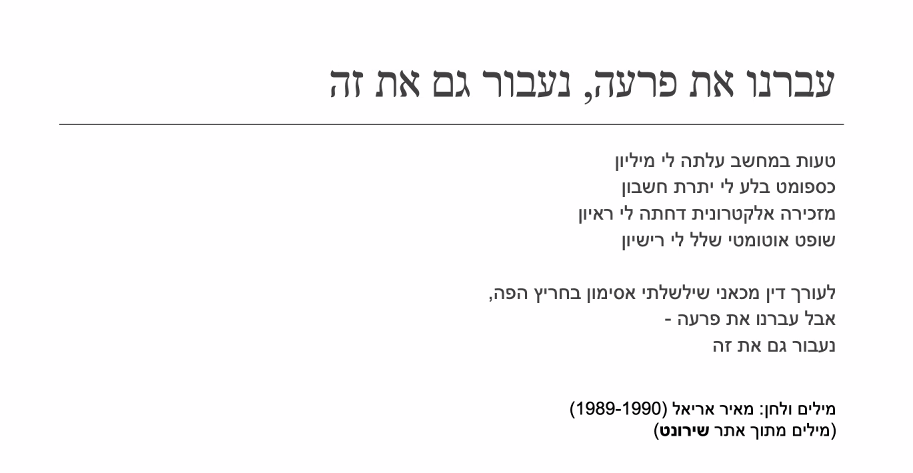 עברנו את פרעה, נעבור גם את זה
טעות במחשב עלתה לי מיליון
כספומט בלע לי יתרת חשבון
מזכירה אלקטרונית דחתה לי ראיון
שופט אוטומטי שלל לי רישיון
לעורך דין מכאני שילשלתי אסימון בחריץ הפה,
אבל עברנו את פרעה -
נעבור גם את זה
מילים ולחן: מאיר אריאל (1989-1990)
(מילים מתוך אתר שירונט)